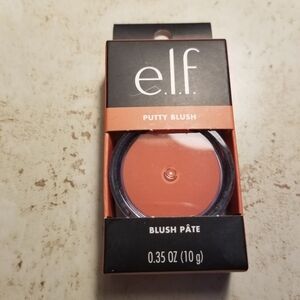 e.l.f.
PUTTY BLUSH
BLUSH PÂTE
0.35 OZ (10 g)